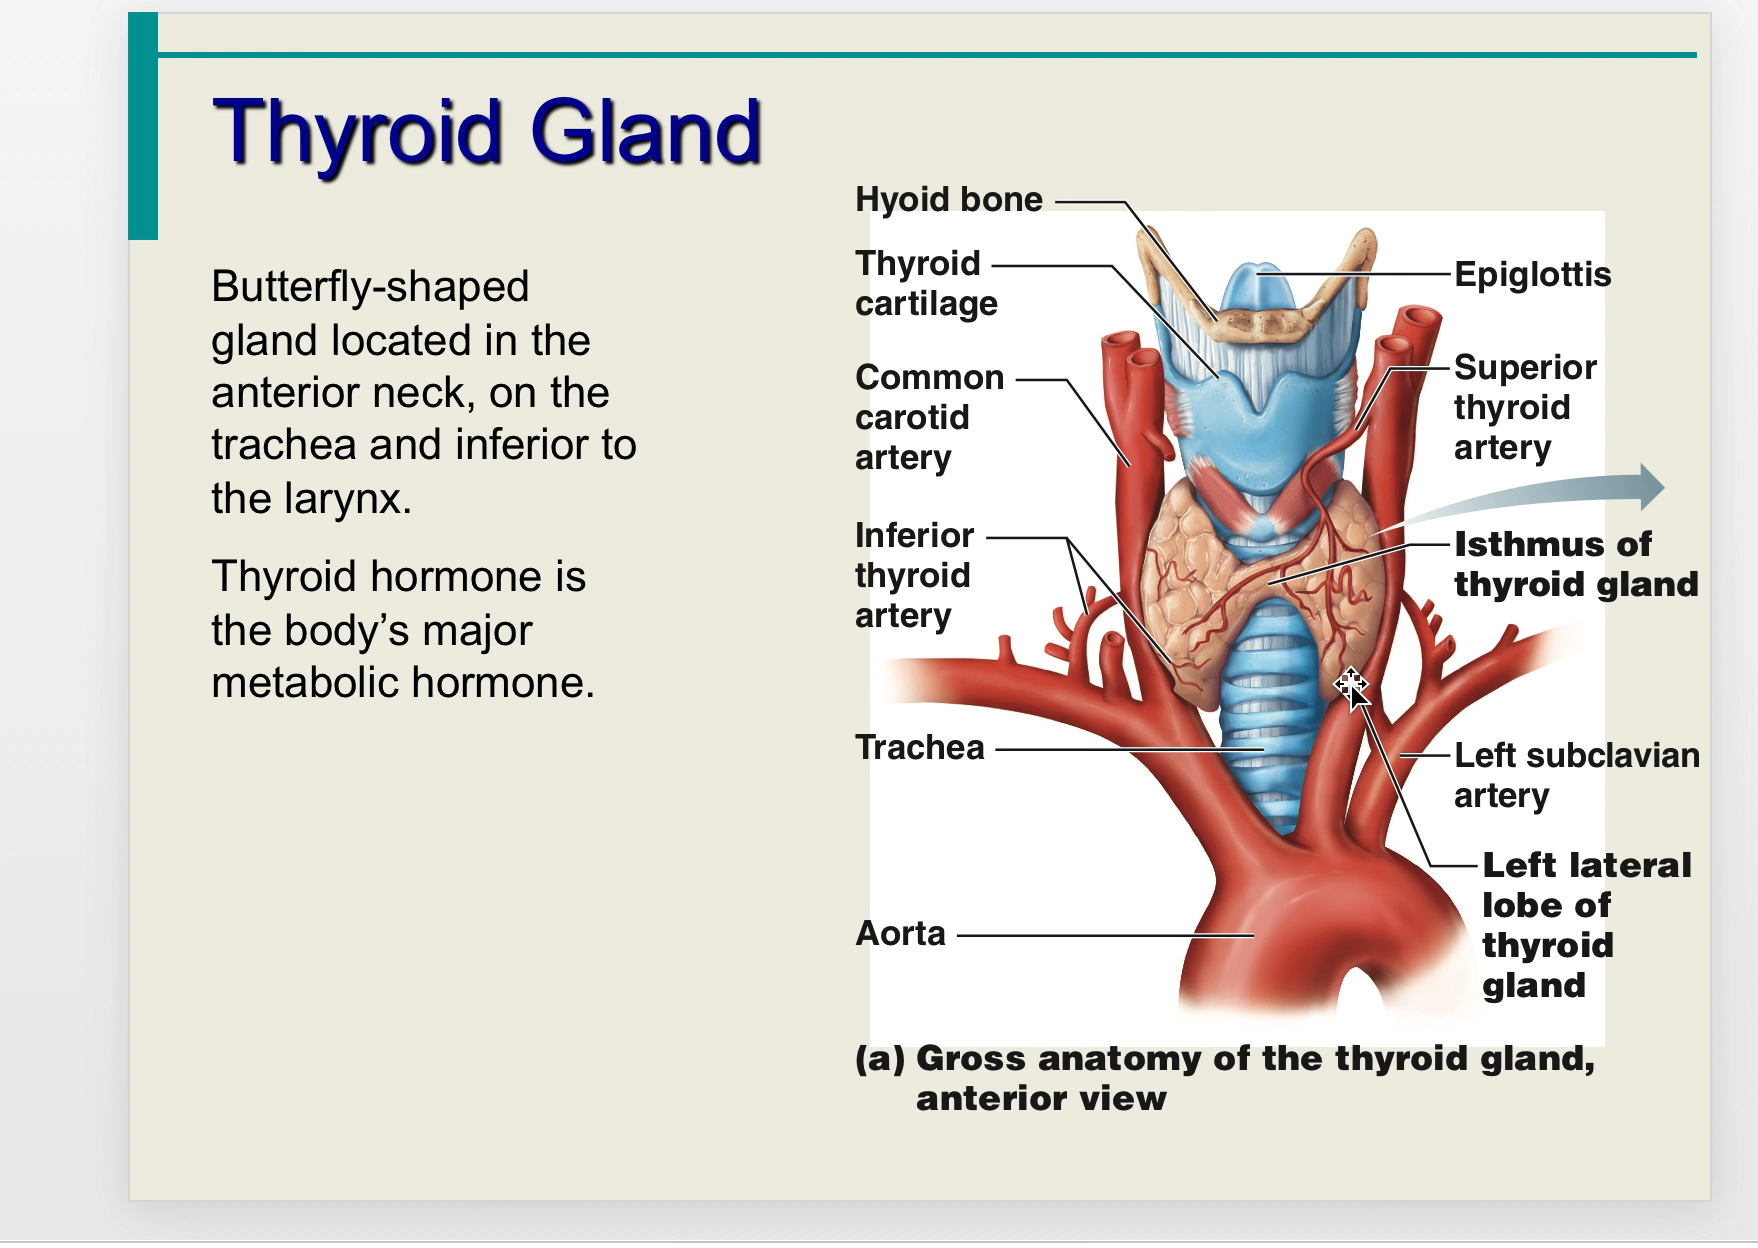 Thyroid Gland
Butterfly-shaped
gland located in the
anterior neck, on the
trachea and inferior to
the larynx.
Thyroid hormone is
the body’s major
metabolic hormone.
Hyoid bone
Thyroid
cartilage
Common
carotid
artery
Inferior
thyroid
artery
Trachea
Aorta
Epiglottis
Superior
thyroid
artery
Isthmus of
thyroid gland
Left subclavian
artery
Left lateral
lobe of
thyroid
gland
(a) Gross anatomy of the thyroid gland,
anterior view